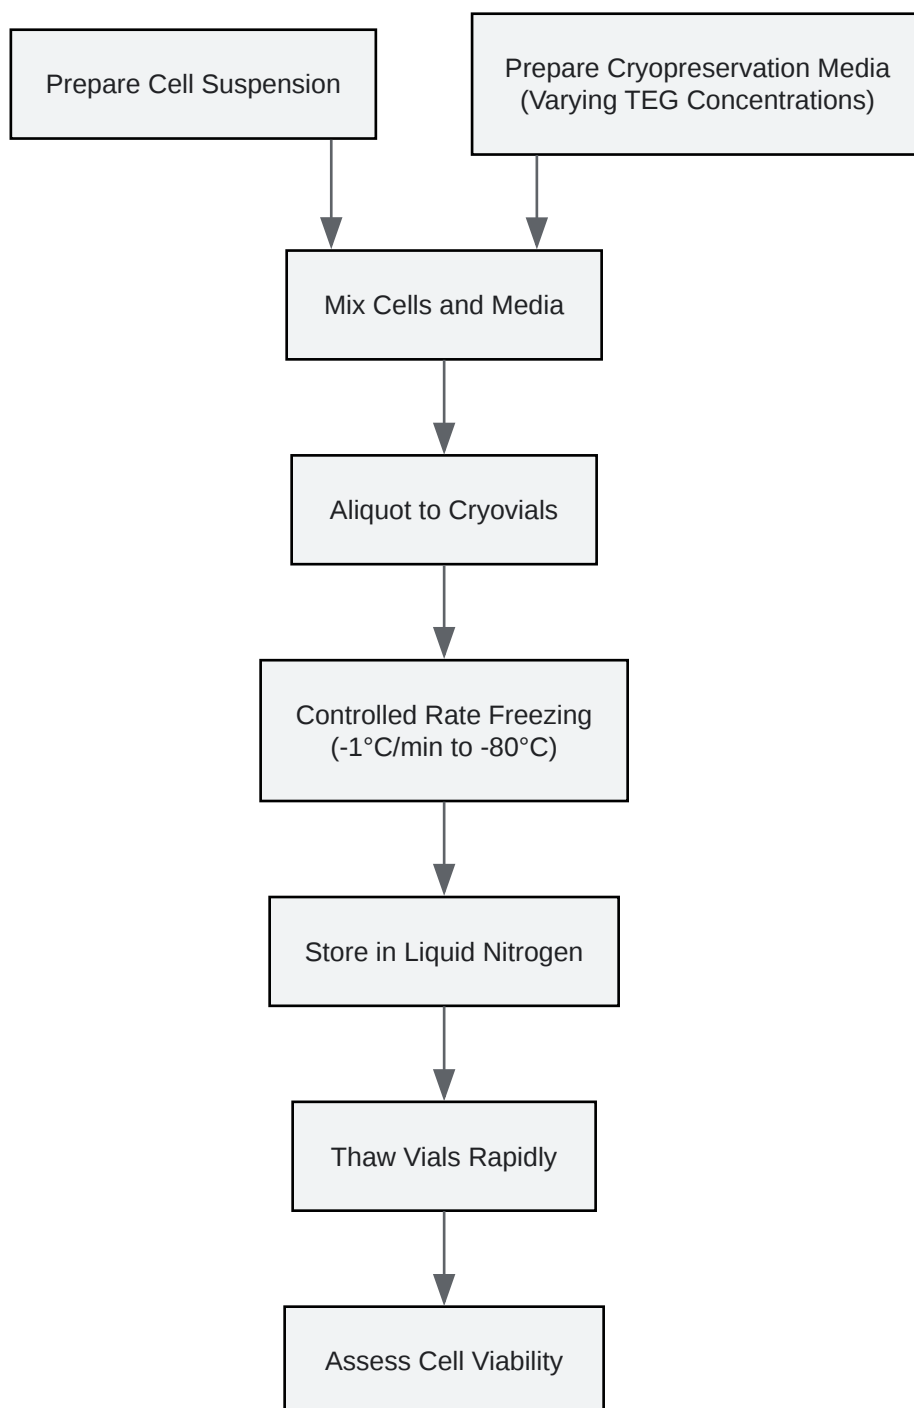 Prepare Cell Suspension
Prepare Cryopreservation Media
(Varying TEG Concentrations)
Mix Cells and Media
Aliquot to Cryovials
Controlled Rate Freezing
(-1°C/min to -80°C)
Store in Liquid Nitrogen
Thaw Vials Rapidly
Assess Cell Viability